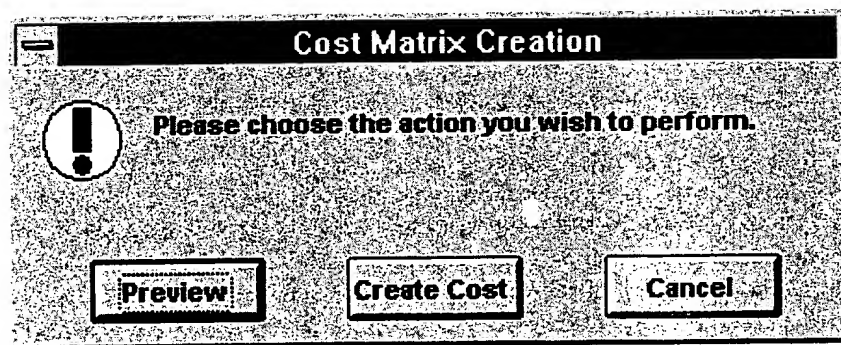 Cost Matrix Creation
Please choose the action you wish to perform.
Preview Create Cost Cancel